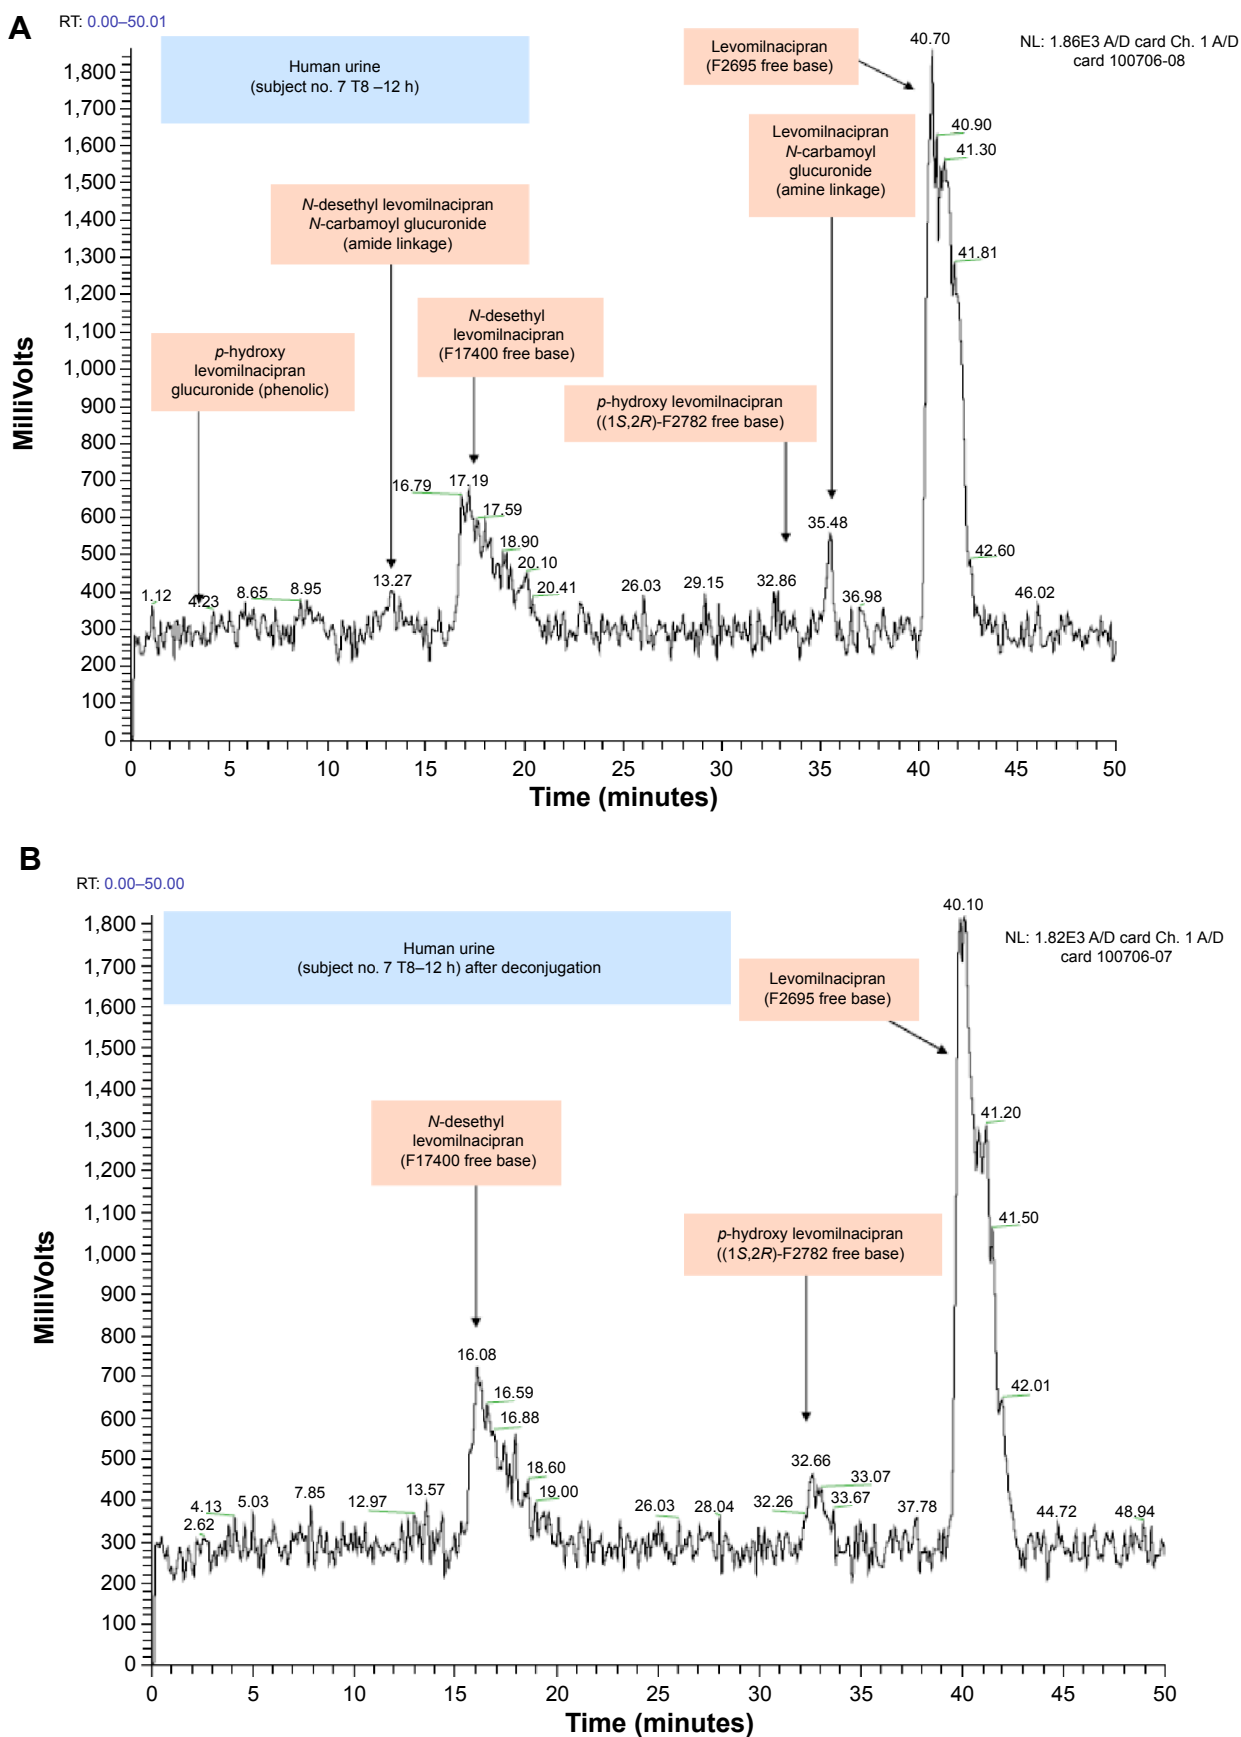 A
RT: 0.00–50.01
Human urine
(subject no. 7 T8 –12 h)
Levomilnacipran
(F2695 free base)
NL: 1.86E3 A/D card Ch. 1 A/D
card 100706-08
Levomilnacipran
N-carbamoyl
glucuronide
(amine linkage)
N-desethyl levomilnacipran
N-carbamoyl glucuronide
(amide linkage)
N-desethyl
levomilnacipran
(F17400 free base)
p-hydroxy
levomilnacipran
glucuronide (phenolic)
p-hydroxy levomilnacipran
((1S,2R)-F2782 free base)
MilliVolts
1,800
1,700
1,600
1,500
1,400
1,300
1,200
1,100
1,000
900
800
700
600
500
400
300
200
100
0
1.12
4.23
8.65
8.95
13.27
16.79
17.19
17.59
18.90
20.10
20.41
26.03
29.15
32.86
35.48
36.98
40.70
40.90
41.30
41.81
42.60
46.02
0 5 10 15 20 25 30 35 40 45 50
Time (minutes)
B
RT: 0.00–50.00
Human urine
(subject no. 7 T8–12 h) after deconjugation
NL: 1.82E3 A/D card Ch. 1 A/D
card 100706-07
Levomilnacipran
(F2695 free base)
N-desethyl
levomilnacipran
(F17400 free base)
p-hydroxy levomilnacipran
((1S,2R)-F2782 free base)
MilliVolts
1,800
1,700
1,600
1,500
1,400
1,300
1,200
1,100
1,000
900
800
700
600
500
400
300
200
100
0
2.62
4.13
5.03
7.85
12.97
13.57
16.08
16.59
16.88
18.60
19.00
26.03
28.04
32.26
32.66
33.07
33.67
37.78
40.10
41.20
41.50
42.01
44.72
48.94
0 5 10 15 20 25 30 35 40 45 50
Time (minutes)